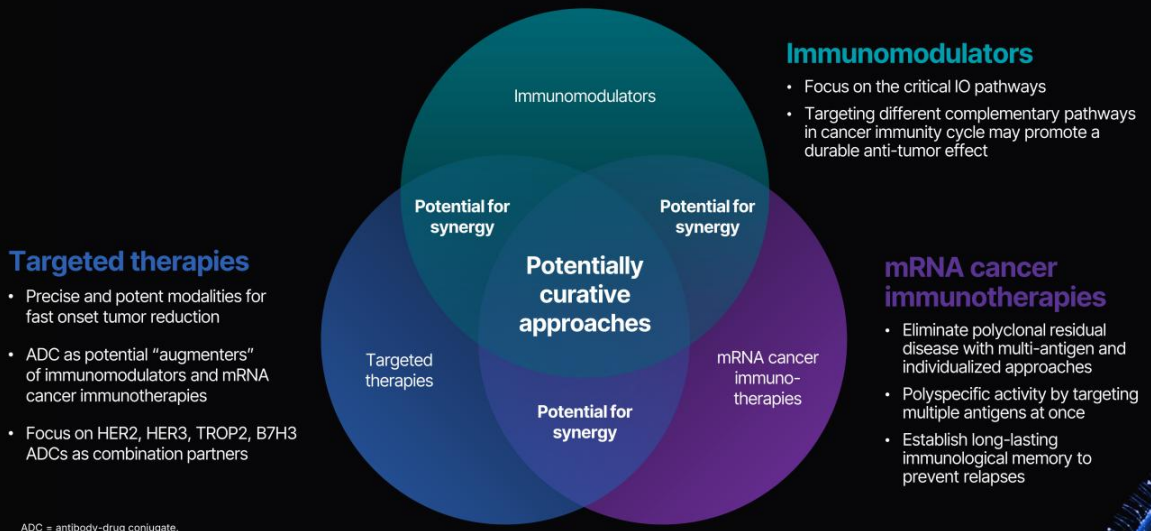 Immunomodulators
• Focus on the critical IO pathways
• Targeting different complementary pathways
in cancer immunity cycle may promote a
durable anti-tumor effect
Immunomodulators
Potential for
synergy
Potential for
synergy
Potentially
curative
approaches
Targeted
therapies
mRNA cancer
immuno-
therapies
Potential for
synergy
Targeted therapies
• Precise and potent modalities for
fast onset tumor reduction
• ADC as potential “augmenters”
of immunomodulators and mRNA
cancer immunotherapies
• Focus on HER2, HER3, TROP2, B7H3
ADCs as combination partners
mRNA cancer
immunotherapies
• Eliminate polyclonal residual
disease with multi-antigen and
individualized approaches
• Polyspecific activity by targeting
multiple antigens at once
• Establish long-lasting
immunological memory to
prevent relapses
ADC = antibody-drug conjugate.